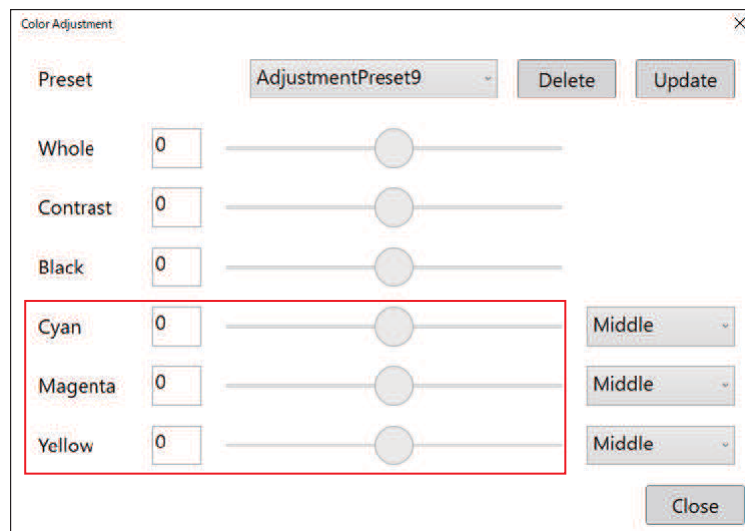 Color Adjustment
Preset AdjustmentPreset9 Delete Update
Whole 0
Contrast 0
Black 0
Cyan 0 Middle
Magenta 0 Middle
Yellow 0 Middle
Close